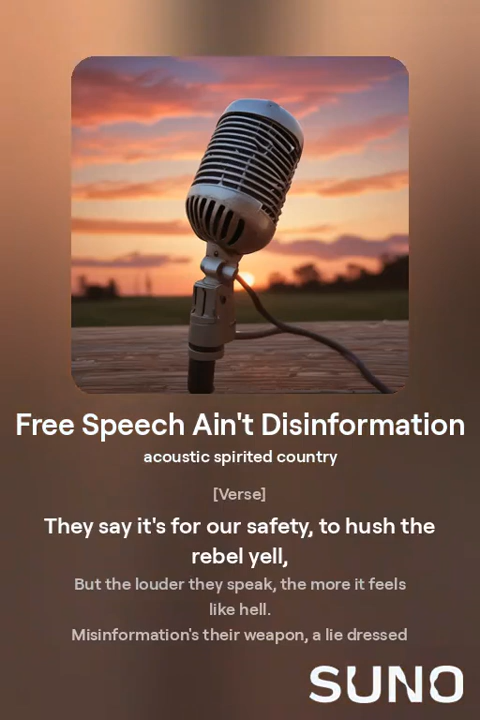 Free Speech Ain't Disinformation
acoustic spirited country
[Verse]
They say it's for our safety, to hush the
rebel yell,
But the louder they speak, the more it feels
like hell.
Misinformation's their weapon, a lie dressed
SUNO